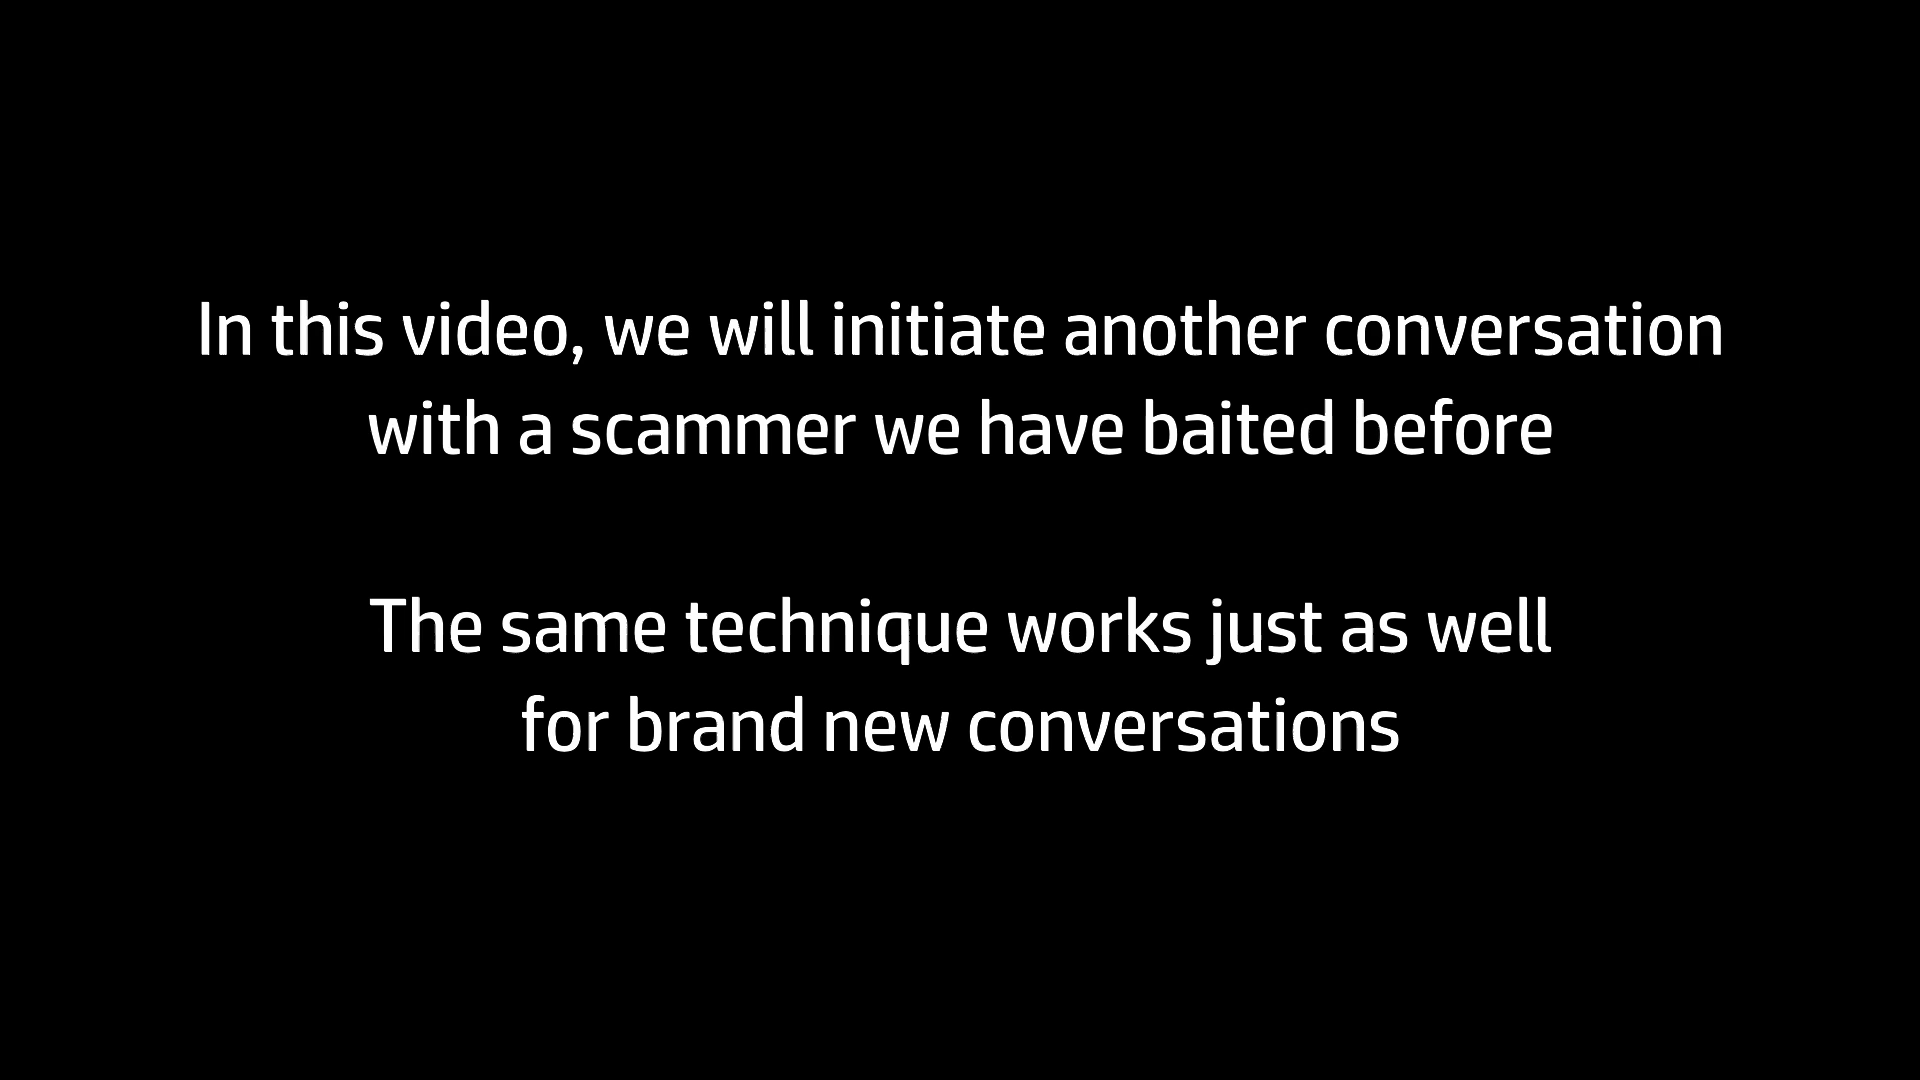 In this video, we will initiate another conversation
with a scammer we have baited before
The same technique works just as well
for brand new conversations